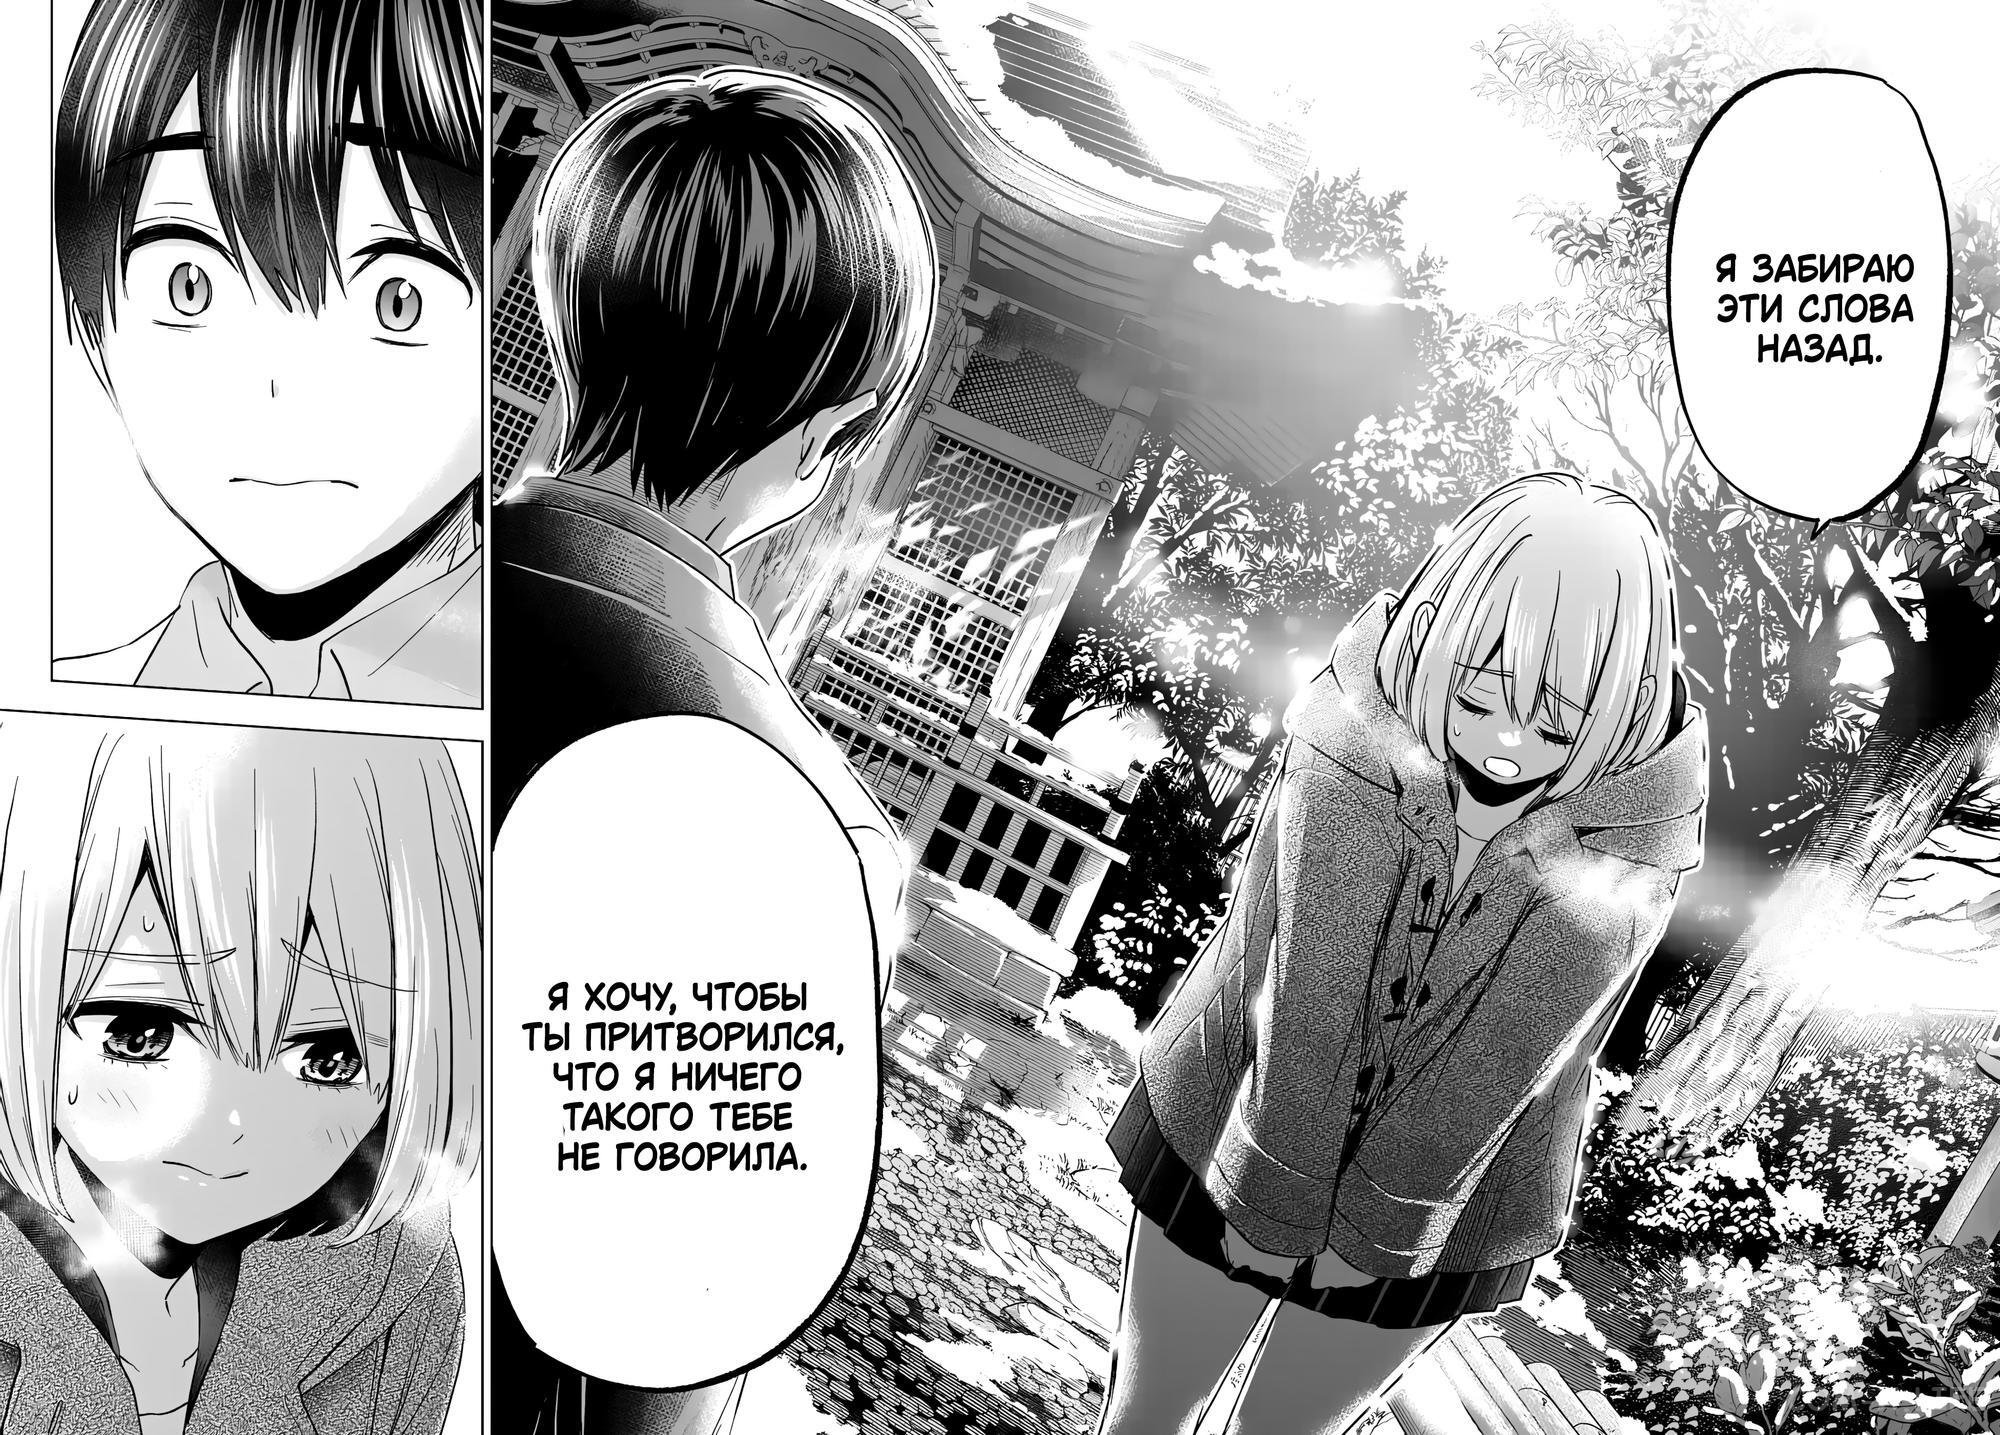 Я ЗАБИРАЮ
ЭТИ СЛОВА
НАЗАД.
Я ХОЧУ, ЧТОБЫ
ТЫ ПРИТВОРИЛСЯ,
ЧТО Я НИЧЕГО
ТАКОГО ТЕБЕ
НЕ ГОВОРИЛА.